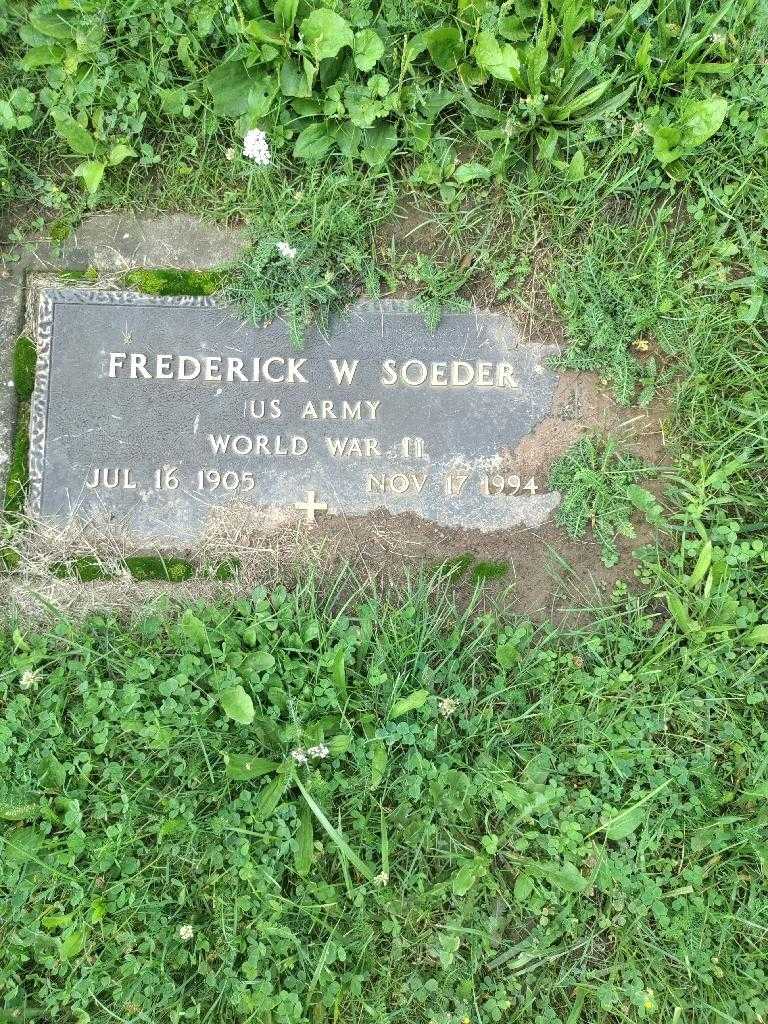 FREDERICK W SOEDER
US ARMY
WORLD WAR II
JUL 16 1905 NOV 17 1994